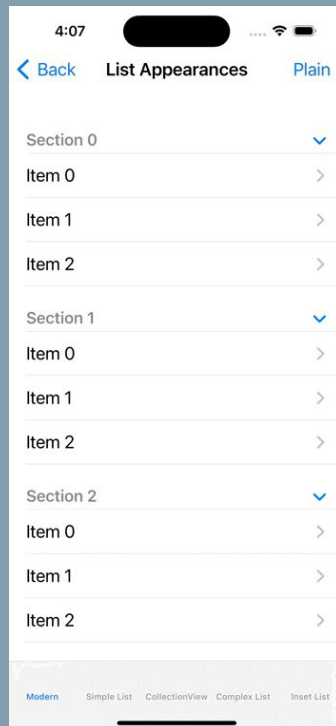 4:07
Back List Appearances Plain
Section 0
Item 0
Item 1
Item 2
Section 1
Item 0
Item 1
Item 2
Section 2
Item 0
Item 1
Item 2
Modern Simple List CollectionView Complex List Inset List